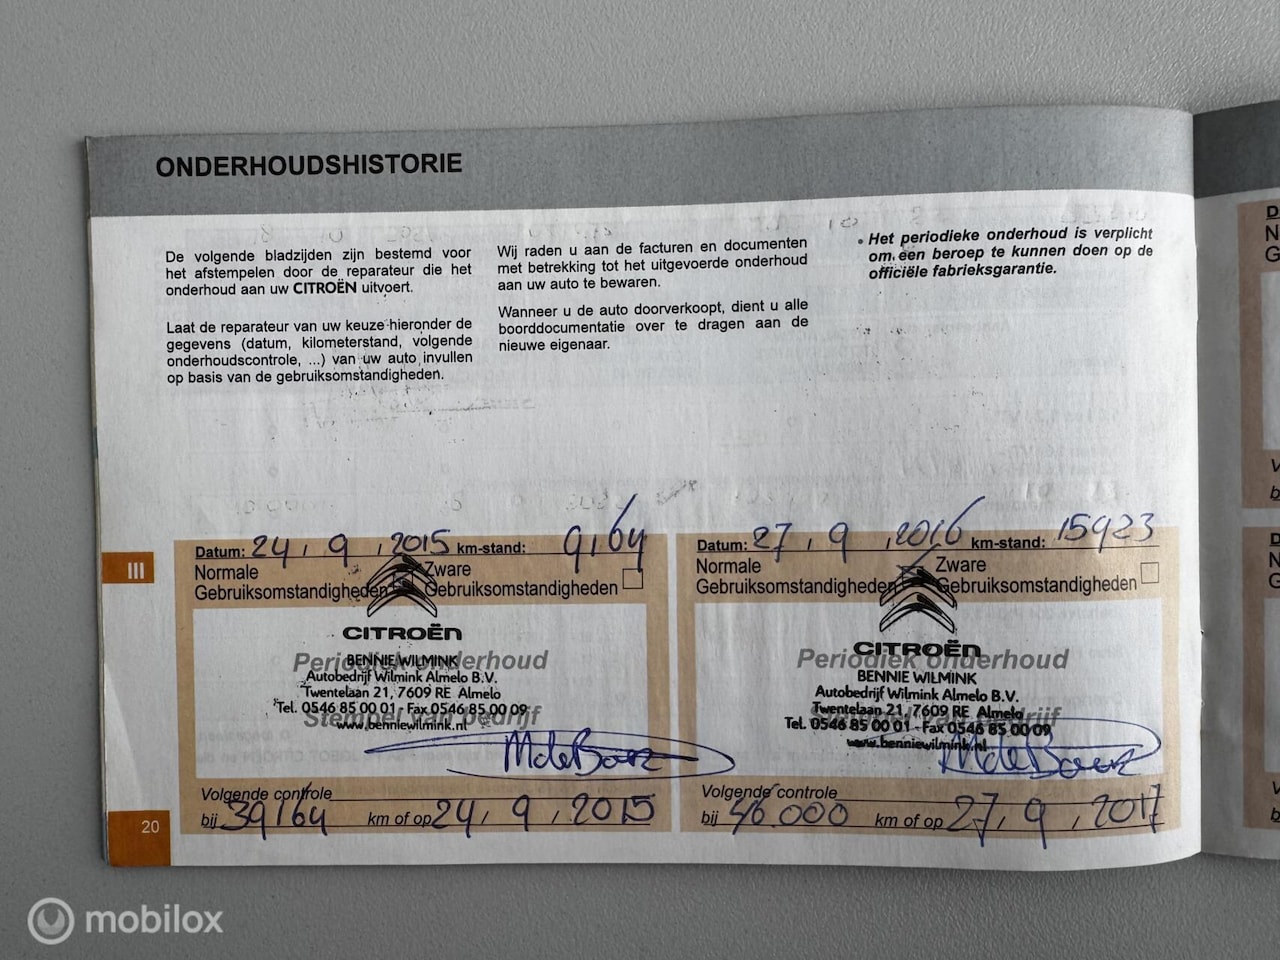 ONDERHOUDSHISTORIE
De volgende bladzijden zijn bestemd voor
het afstempelen door de reparateur die het
onderhoud aan uw CITROËN uitvoert.
Laat de reparateur van uw keuze hieronder de
gegevens (datum, kilometerstand, volgende
onderhoudscontrole, ...) van uw auto invullen
op basis van de gebruiksomstandigheden.
Wij raden u aan de facturen en documenten
met betrekking tot het uitgevoerde onderhoud
aan uw auto te bewaren.
Wanneer u de auto doorverkoopt, dient u alle
boorddocumentatie over te dragen aan de
nieuwe eigenaar.
• Het periodieke onderhoud is verplicht
om een beroep te kunnen doen op de
officiële fabrieksgarantie.
III
Datum: 24, 9, 2015 km-stand: 9164
Normale
Gebruiksomstandigheden
Zware
Gebruiksomstandigheden
CITROËN
Periodiek onderhoud
BENNIE WILMINK
Autobedrijf Wilmink Almelo B.V.
Twentelaan 21, 7609 RE Almelo
Tel. 0546 85 00 01 - Fax 0546 85 00 09
Stempel van bedrijf
www.benniewilmink.nl
MdeBoer
Volgende controle
bij 39164 km of op 24, 9, 2015
Datum: 27, 9, 2016 km-stand: 15923
Normale
Gebruiksomstandigheden
Zware
Gebruiksomstandigheden
CITROËN
Periodiek onderhoud
BENNIE WILMINK
Autobedrijf Wilmink Almelo B.V.
Twentelaan 21, 7609 RE Almelo
Stempel van bedrijf
Tel. 0546 85 00 01 - Fax 0546 85 00 09
www.benniewilmink.nl
MdeBoer
Volgende controle
bij 46.000 km of op 27, 9, 2017
20
mobilox